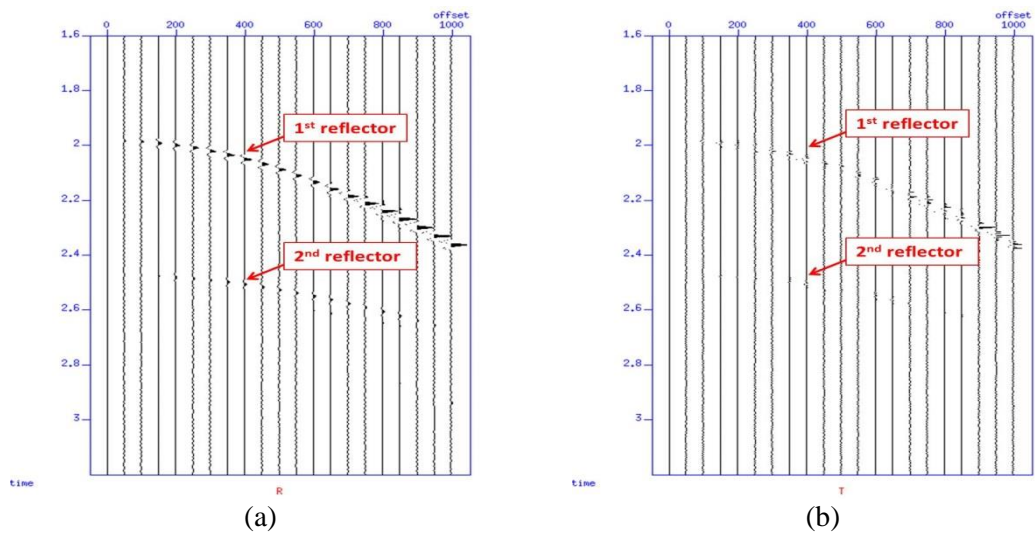 offset
0 200 400 600 800 1000
1.6
1.8
2
1st reflector
2.2
2.4
2nd reflector
2.6
2.8
3
time
R
(a)
offset
0 200 400 600 800 1000
1.6
1.8
2
1st reflector
2.2
2.4
2nd reflector
2.6
2.8
3
time
T
(b)